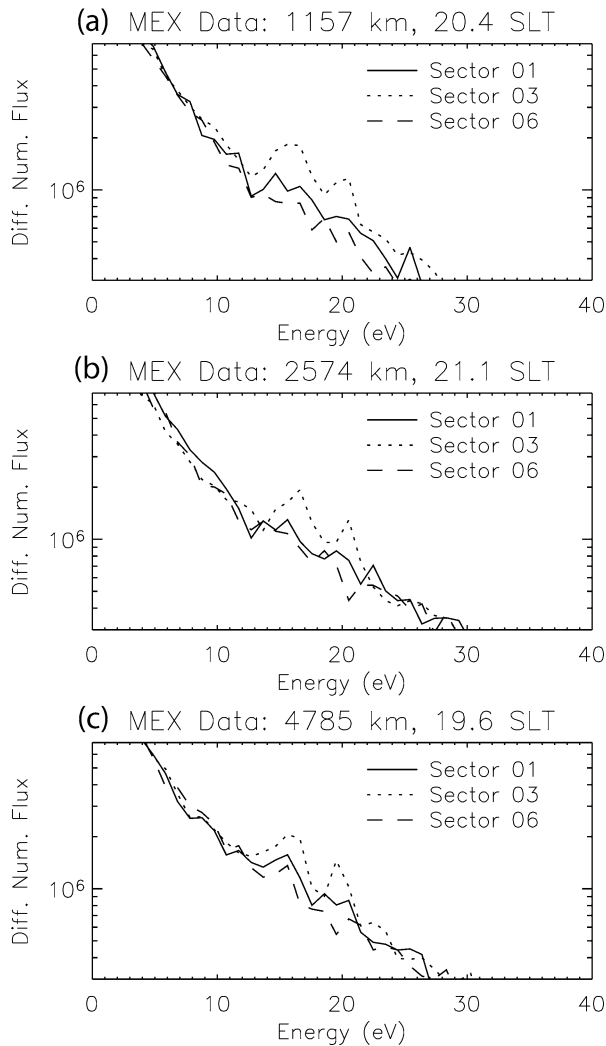 (a) MEX Data: 1157 km, 20.4 SLT
Sector 01
Sector 03
Sector 06
Diff. Num. Flux
10⁶
0 10 20 30 40
Energy (eV)
(b) MEX Data: 2574 km, 21.1 SLT
Sector 01
Sector 03
Sector 06
Diff. Num. Flux
10⁶
0 10 20 30 40
Energy (eV)
(c) MEX Data: 4785 km, 19.6 SLT
Sector 01
Sector 03
Sector 06
Diff. Num. Flux
10⁶
0 10 20 30 40
Energy (eV)